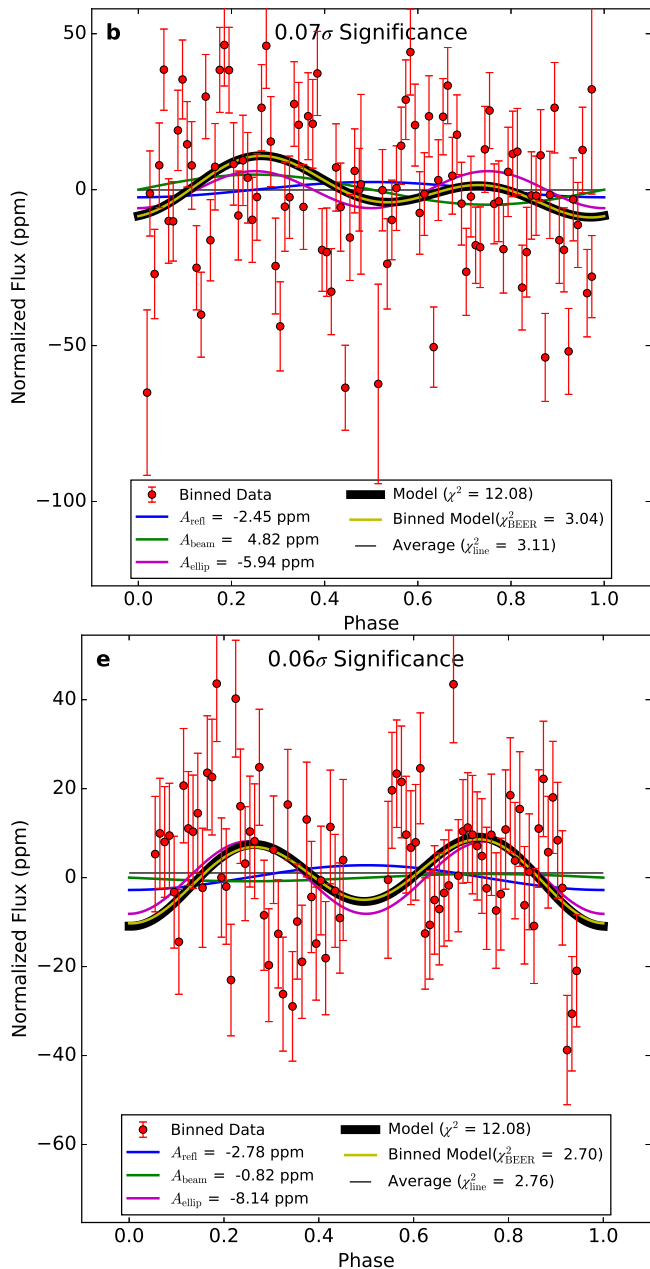 b
0.07σ Significance
50
0
−50
−100
Normalized Flux (ppm)
Binned Data
A_refl = -2.45 ppm
A_beam = 4.82 ppm
A_ellip = -5.94 ppm
Model (χ² = 12.08)
Binned Model(χ²_BEER = 3.04)
Average (χ²_line = 3.11)
0.0 0.2 0.4 0.6 0.8 1.0
Phase
e
0.06σ Significance
40
20
0
−20
−40
−60
Normalized Flux (ppm)
Binned Data
A_refl = -2.78 ppm
A_beam = -0.82 ppm
A_ellip = -8.14 ppm
Model (χ² = 12.08)
Binned Model(χ²_BEER = 2.70)
Average (χ²_line = 2.76)
0.0 0.2 0.4 0.6 0.8 1.0
Phase